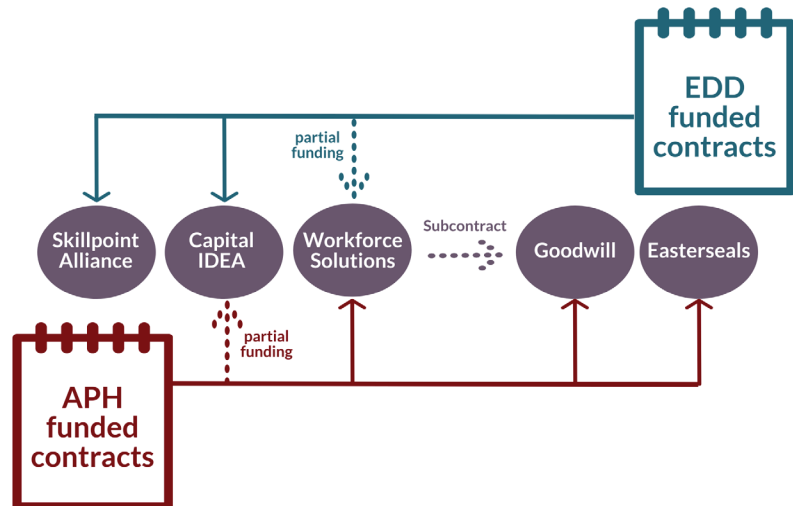 EDD
funded
contracts
partial
funding
Skillpoint
Alliance
Capital
IDEA
Workforce
Solutions
Subcontract
Goodwill
Easterseals
partial
funding
APH
funded
contracts